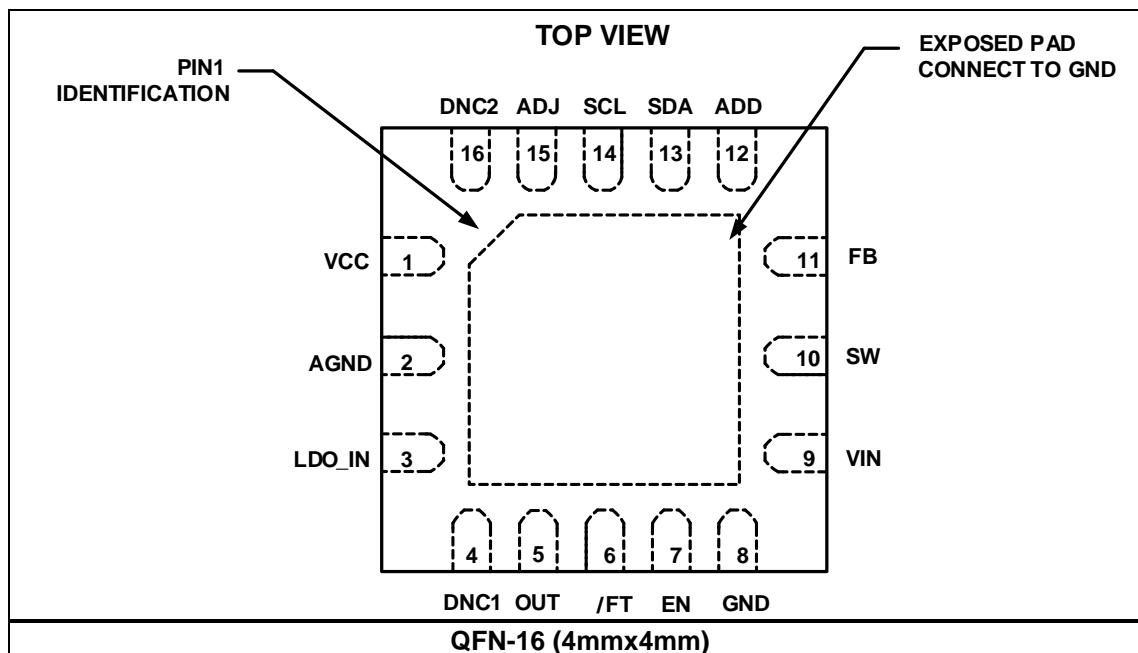 TOP VIEW
PIN1
IDENTIFICATION
EXPOSED PAD
CONNECT TO GND
DNC2 ADJ SCL SDA ADD
16 15 14 13 12
VCC 1
11 FB
AGND 2
10 SW
LDO_IN 3
9 VIN
4 5 6 7 8
DNC1 OUT /FT EN GND
QFN-16 (4mmx4mm)